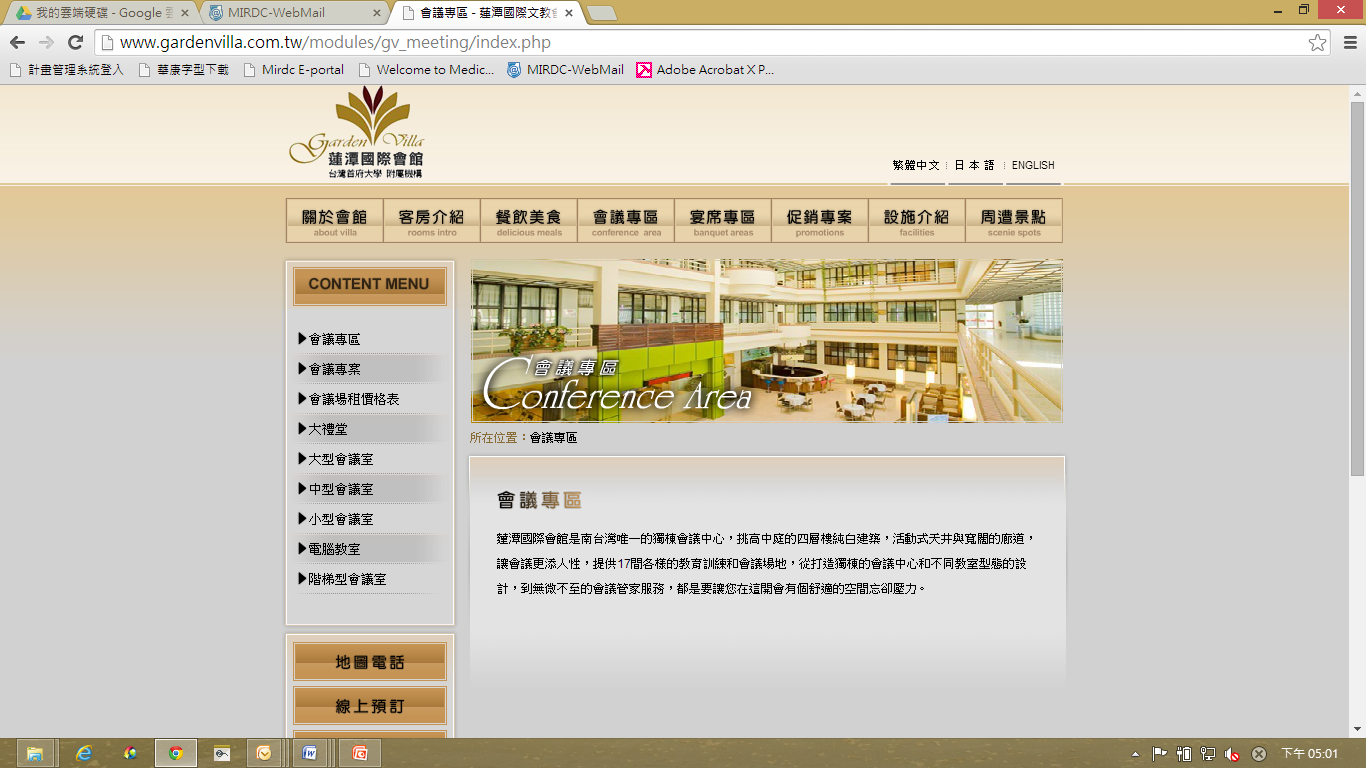 我的雲端硬碟 - Google 雲
MIRDC-WebMail
會議專區 - 蓮潭國際文教會
www.gardenvilla.com.tw/modules/gv_meeting/index.php
計畫管理系統登入
華康字型下載
Mirdc E-portal
Welcome to Medic...
MIRDC-WebMail
Adobe Acrobat X P...
Garden Villa
蓮潭國際會館
台灣首府大學 附屬機構
繁體中文
日本語
ENGLISH
關於會館 客房介紹 餐飲美食 會議專區 宴席專區 促銷專案 設施介紹 周遭景點
about villa rooms intro delicious meals conference area banquet areas promotions facilities scenie spots
CONTENT MENU
會議專區
會議專案
會議場租價格表
大禮堂
大型會議室
中型會議室
小型會議室
電腦教室
階梯型會議室
地圖電話
線上預訂
會議專區
Conference Area
所在位置：會議專區
會議專區
蓮潭國際會館是南台灣唯一的獨棟會議中心，挑高中庭的四層樓純白建築，活動式天井與寬闊的廊道，
讓會議更添人性，提供17間各樣的教育訓練和會議場地，從打造獨棟的會議中心和不同教室型態的設
計，到無微不至的會議管家服務，都是要讓您在這開會有個舒適的空間忘卻壓力。
下午 05:01